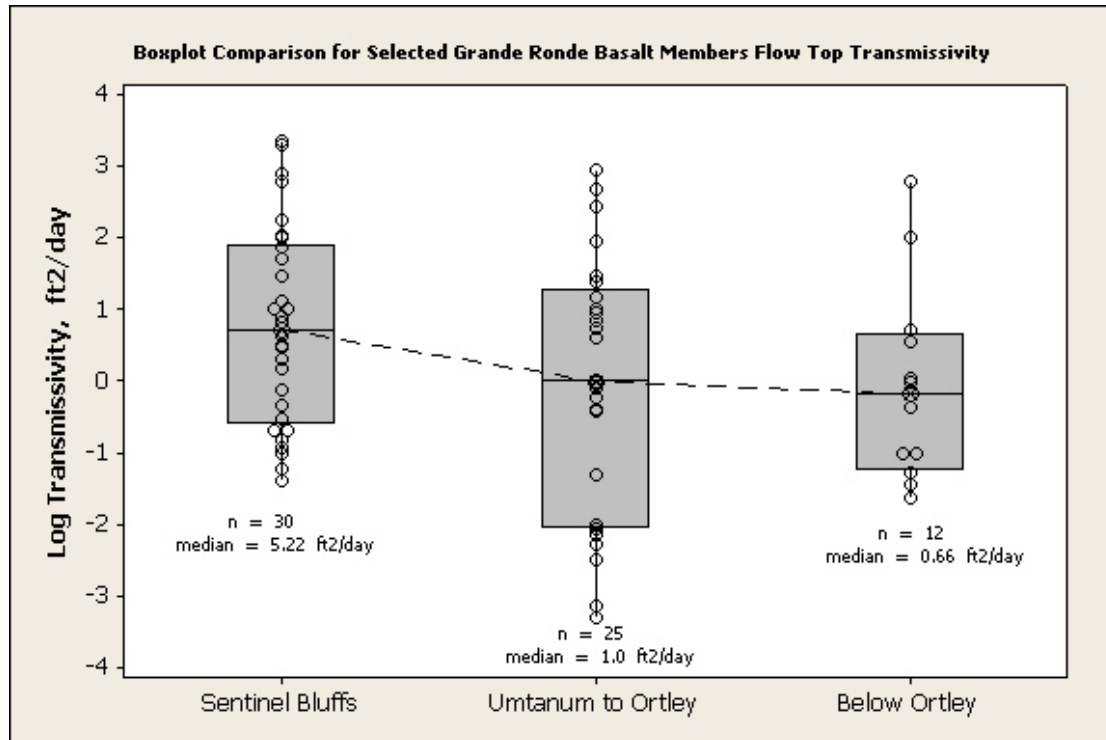 Boxplot Comparison for Selected Grande Ronde Basalt Members Flow Top Transmissivity
Log Transmissivity, ft2/day
4
3
2
1
0
-1
-2
-3
-4
n = 30
median = 5.22 ft2/day
n = 25
median = 1.0 ft2/day
n = 12
median = 0.66 ft2/day
Sentinel Bluffs
Umtanum to Ortley
Below Ortley